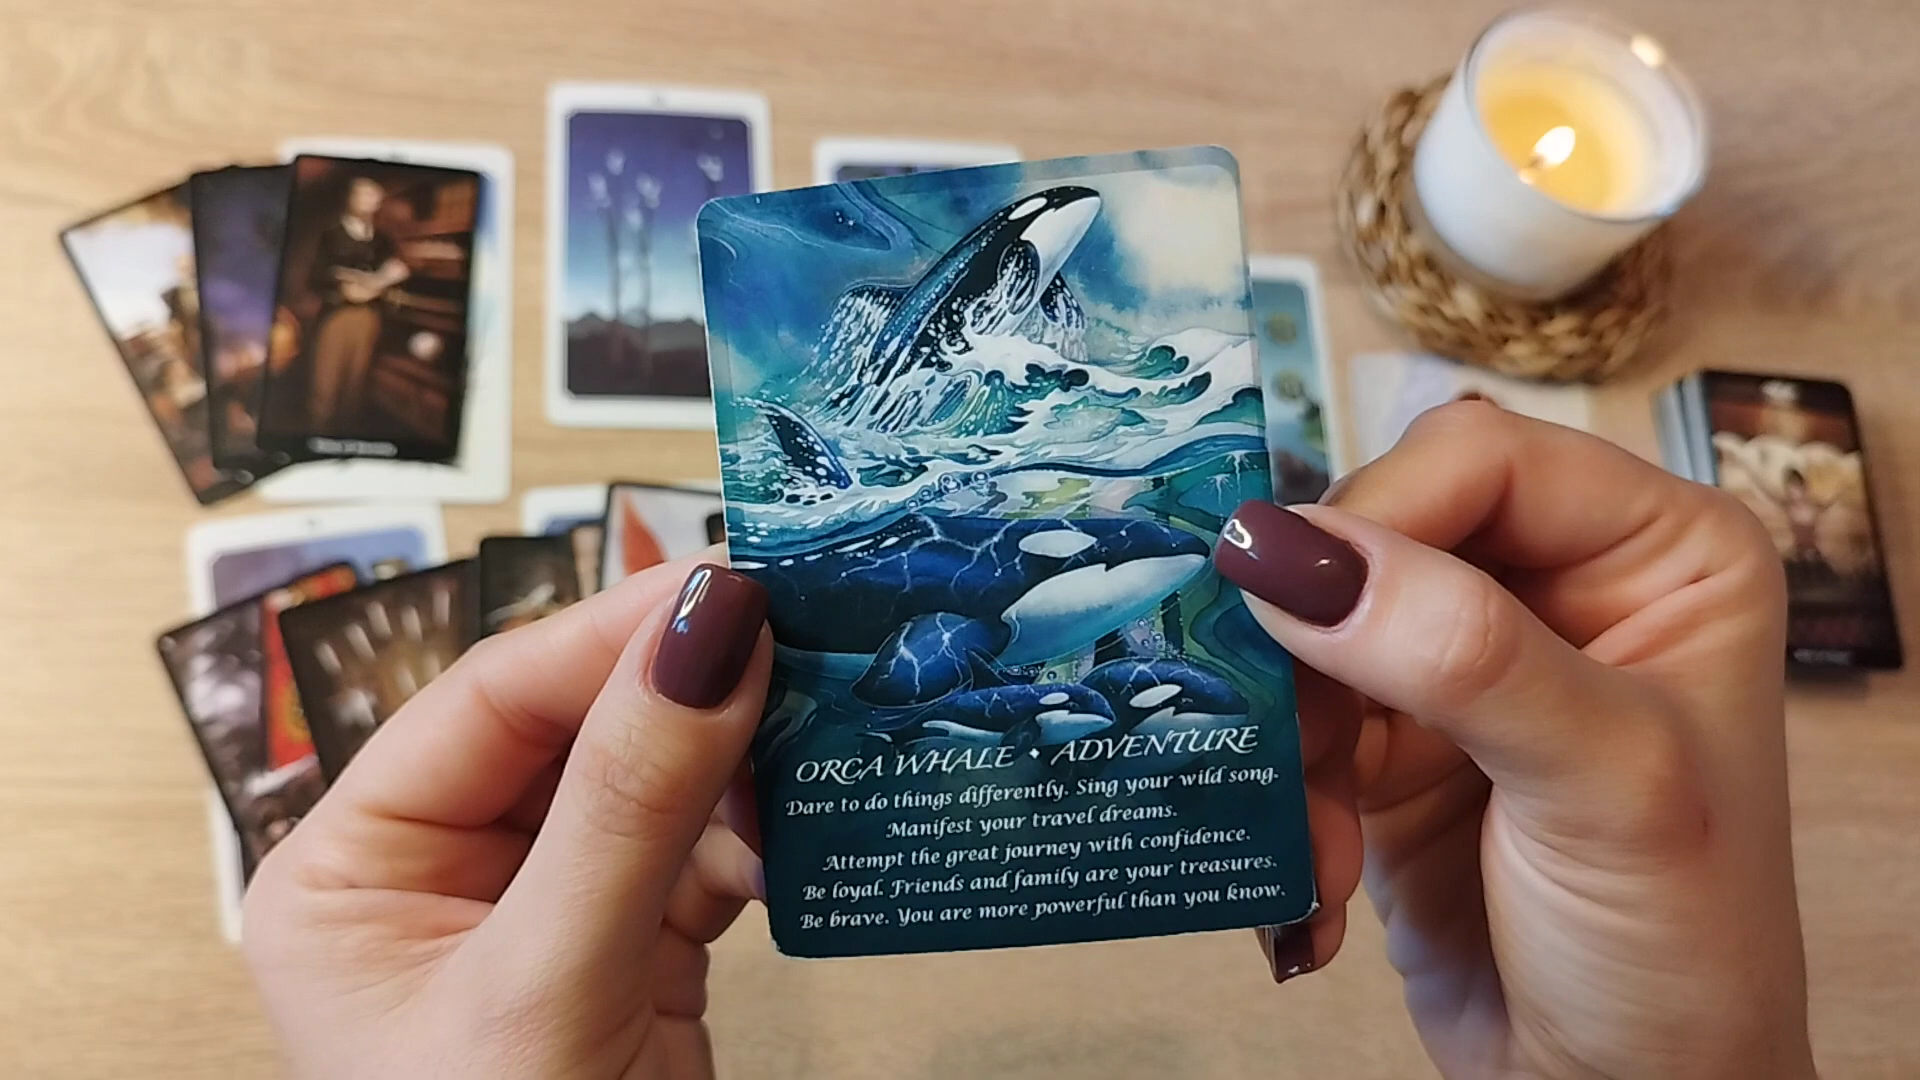 ORCA WHALE • ADVENTURE
Dare to do things differently. Sing your wild song.
Manifest your travel dreams.
Attempt the great journey with confidence.
Be loyal. Friends and family are your treasures.
Be brave. You are more powerful than you know.